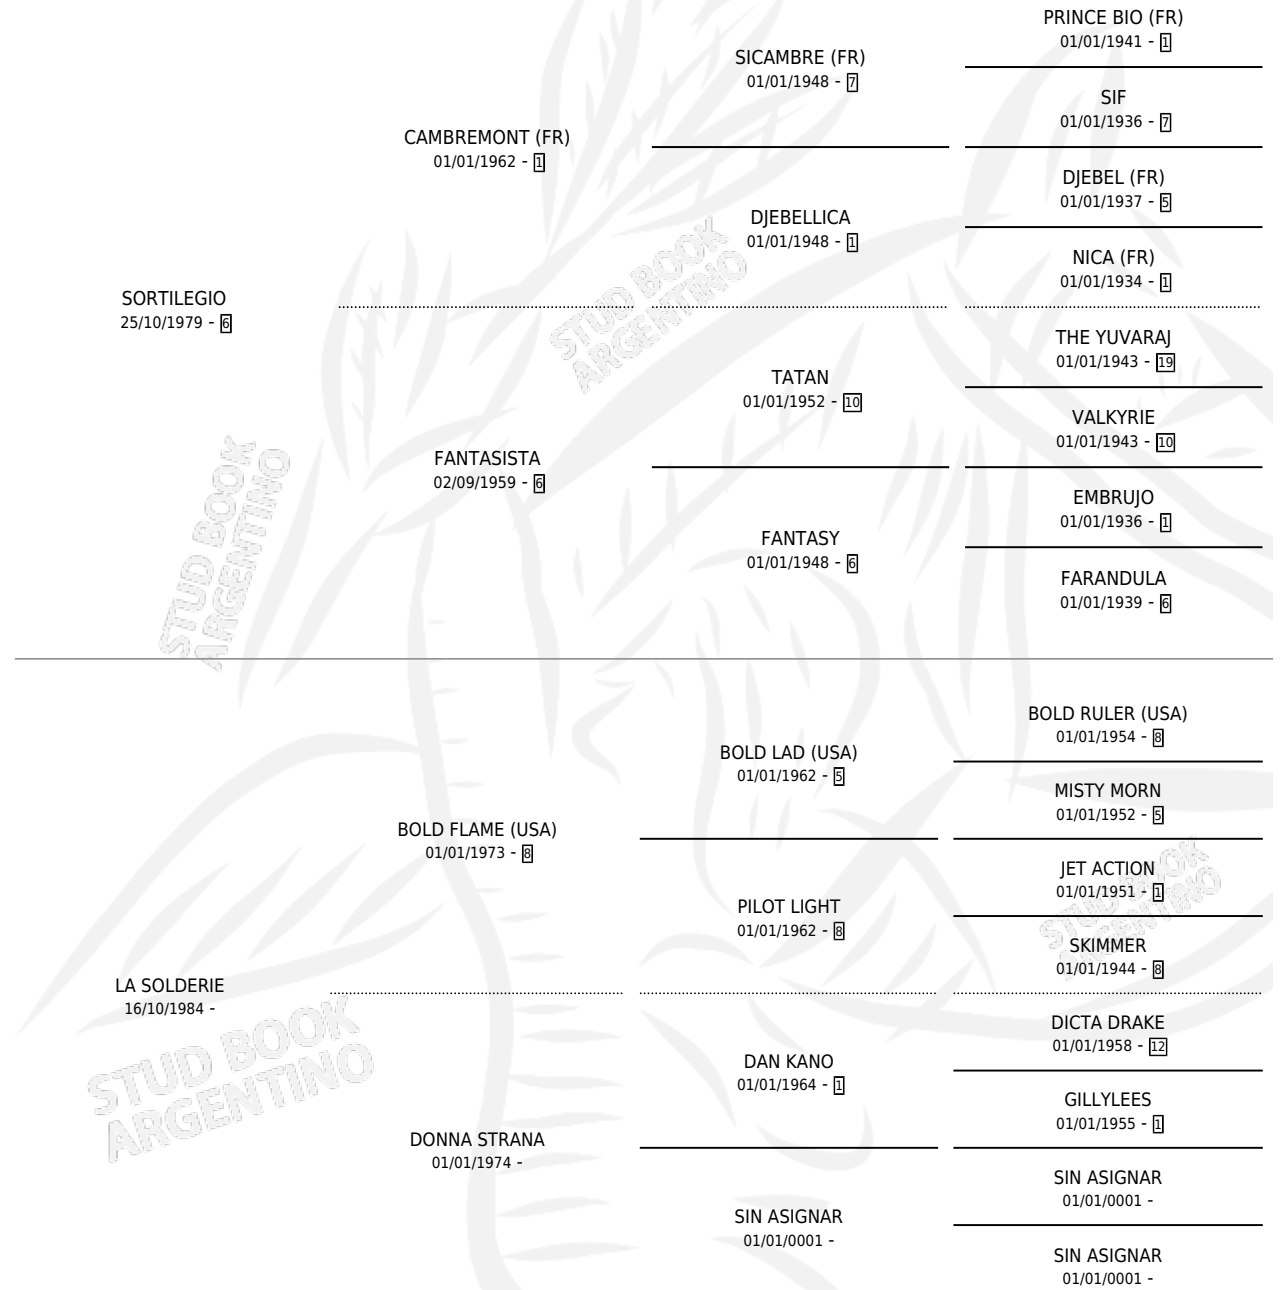 PRINCE BIO (FR)
01/01/1941 - 1
SICAMBRE (FR)
01/01/1948 - 7
SIF
01/01/1936 - 7
CAMBREMONT (FR)
01/01/1962 - 1
DJEBEL (FR)
01/01/1937 - 5
DJEBELLICA
01/01/1948 - 1
NICA (FR)
01/01/1934 - 1
SORTILEGIO
25/10/1979 - 6
THE YUVARAJ
01/01/1943 - 19
TATAN
01/01/1952 - 10
VALKYRIE
01/01/1943 - 10
FANTASISTA
02/09/1959 - 6
EMBRUJO
01/01/1936 - 1
FANTASY
01/01/1948 - 6
FARANDULA
01/01/1939 - 6
BOLD RULER (USA)
01/01/1954 - 8
BOLD LAD (USA)
01/01/1962 - 5
MISTY MORN
01/01/1952 - 5
BOLD FLAME (USA)
01/01/1973 - 8
JET ACTION
01/01/1951 - 1
PILOT LIGHT
01/01/1962 - 8
SKIMMER
01/01/1944 - 8
LA SOLDERIE
16/10/1984 -
DICTA DRAKE
01/01/1958 - 12
DAN KANO
01/01/1964 - 1
GILLYLEES
01/01/1955 - 1
DONNA STRANA
01/01/1974 -
SIN ASIGNAR
01/01/0001 -
SIN ASIGNAR
01/01/0001 -
SIN ASIGNAR
01/01/0001 -
STUD BOOK
ARGENTINO
STUD BOOK
ARGENTINO
STUD BOOK
ARGENTINO
STUD BOOK
ARGENTINO